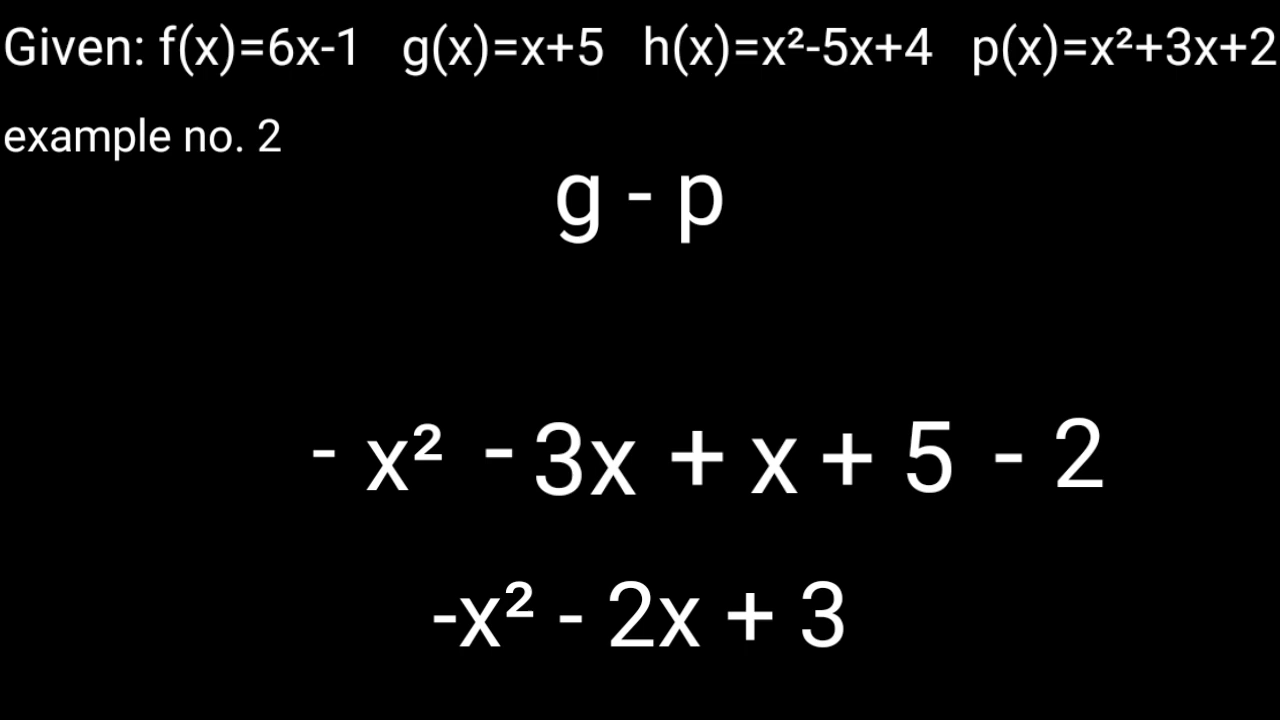 Given: f(x)=6x-1 g(x)=x+5 h(x)=x²-5x+4 p(x)=x²+3x+2
example no. 2
g - p
- x² - 3x + x + 5 - 2
-x² - 2x + 3